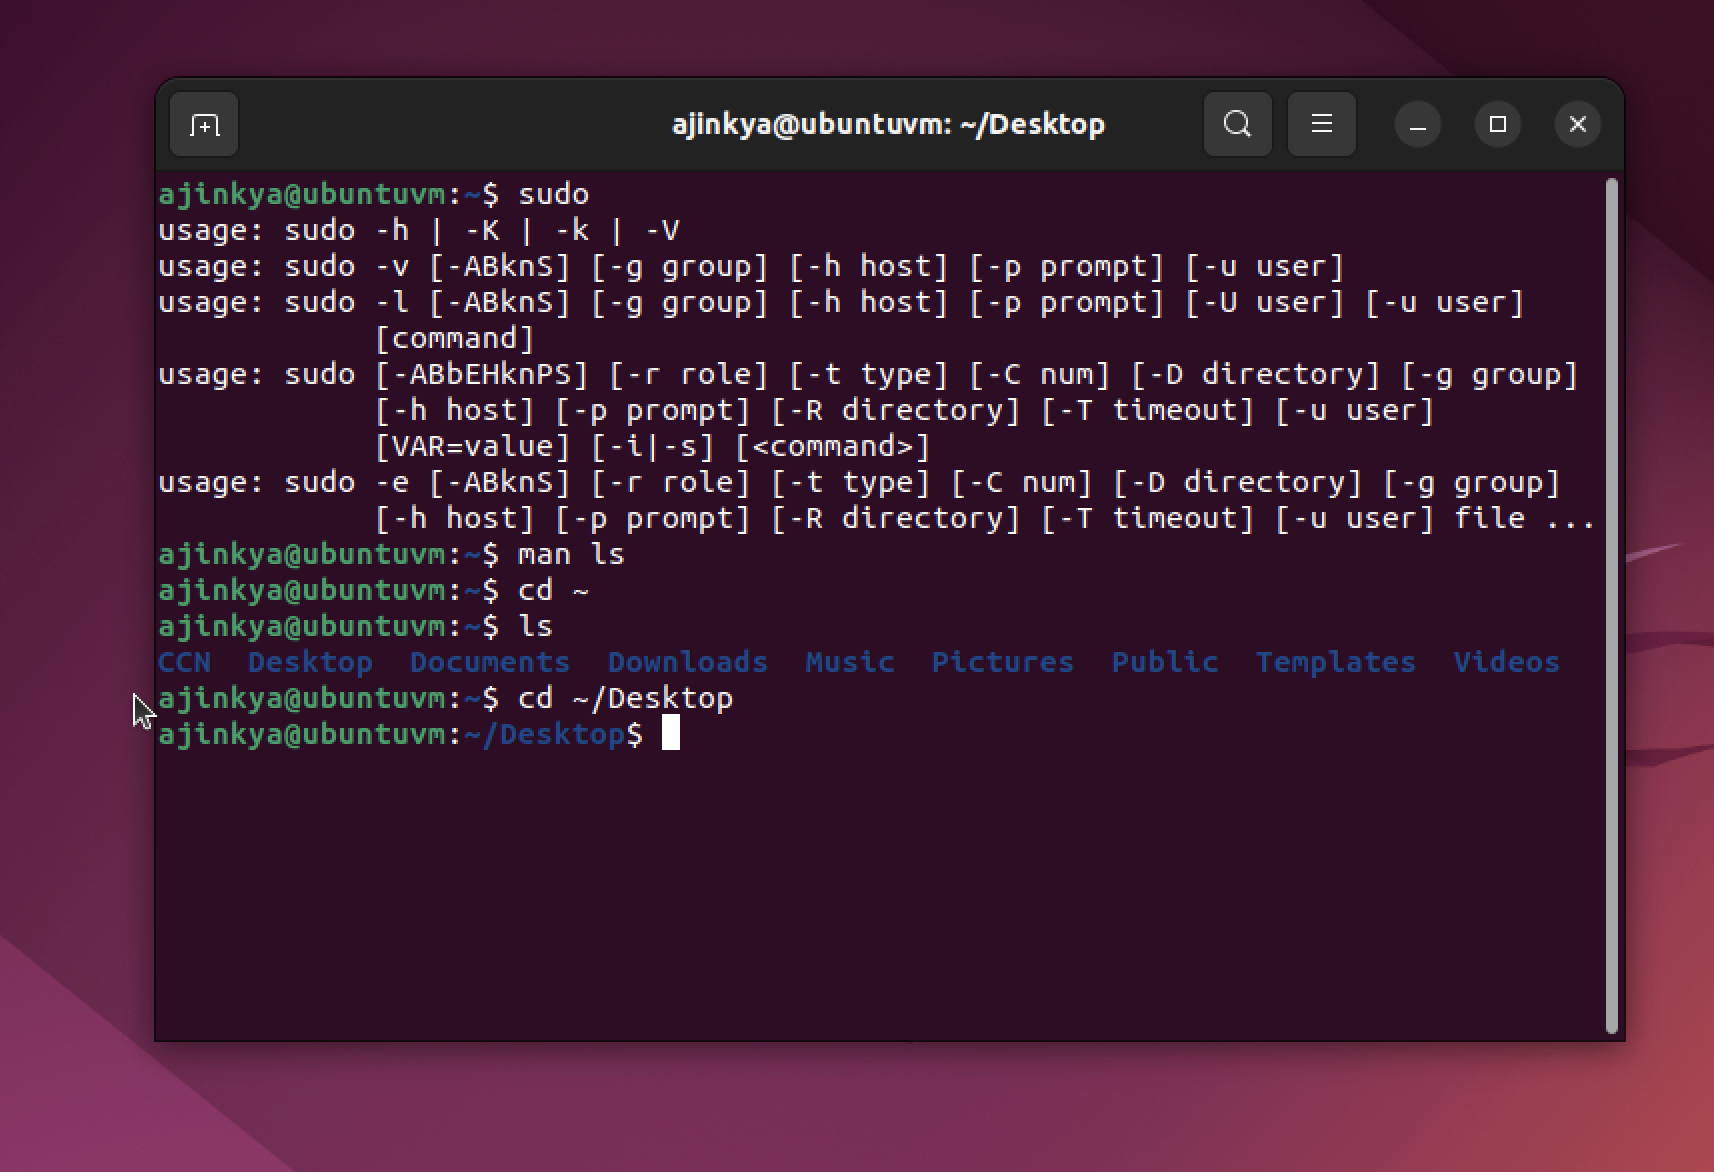 ajinkya@ubuntuvm: ~/Desktop
ajinkya@ubuntuvm:~$ sudo
usage: sudo -h | -K | -k | -V
usage: sudo -v [-ABknS] [-g group] [-h host] [-p prompt] [-u user]
usage: sudo -l [-ABknS] [-g group] [-h host] [-p prompt] [-U user] [-u user]
            [command]
usage: sudo [-ABbEHknPS] [-r role] [-t type] [-C num] [-D directory] [-g group]
            [-h host] [-p prompt] [-R directory] [-T timeout] [-u user]
            [VAR=value] [-i|-s] [<command>]
usage: sudo -e [-ABknS] [-r role] [-t type] [-C num] [-D directory] [-g group]
            [-h host] [-p prompt] [-R directory] [-T timeout] [-u user] file ...
ajinkya@ubuntuvm:~$ man ls
ajinkya@ubuntuvm:~$ cd ~
ajinkya@ubuntuvm:~$ ls
CCN  Desktop  Documents  Downloads  Music  Pictures  Public  Templates  Videos
ajinkya@ubuntuvm:~$ cd ~/Desktop
ajinkya@ubuntuvm:~/Desktop$